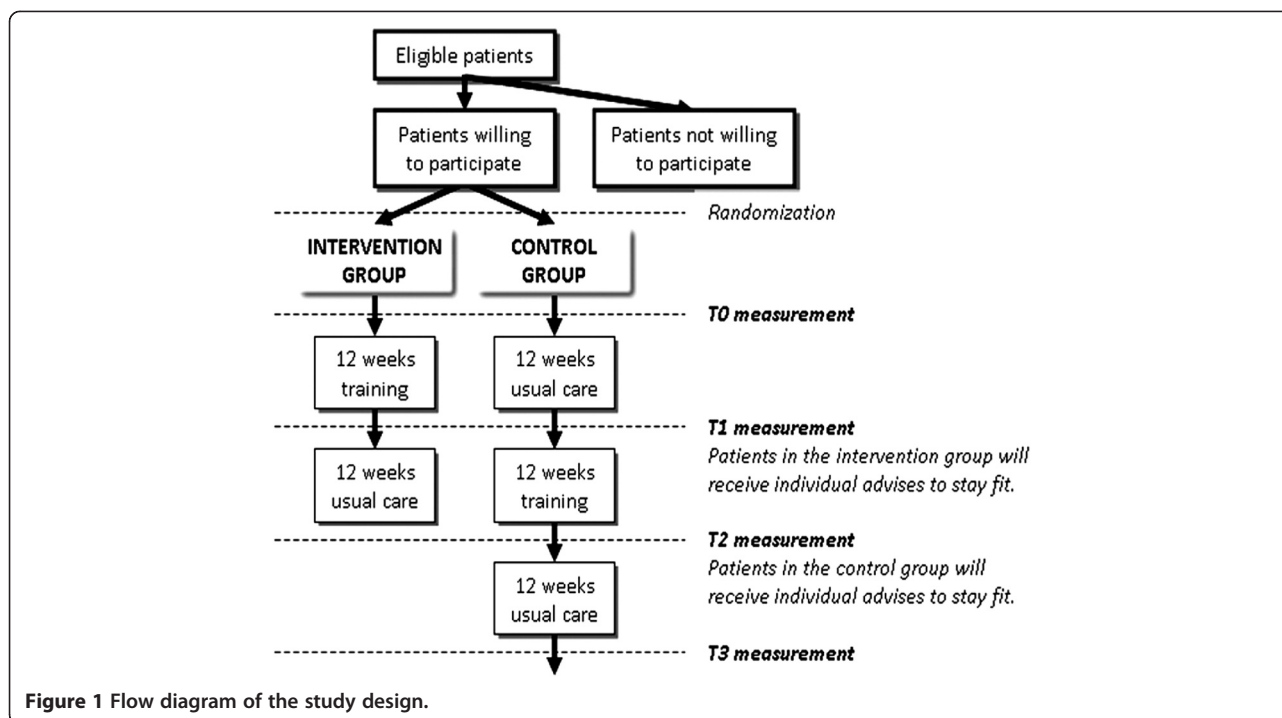 Eligible patients
Patients willing
to participate
Patients not willing
to participate
Randomization
INTERVENTION
GROUP
CONTROL
GROUP
T0 measurement
12 weeks
training
12 weeks
usual care
T1 measurement
Patients in the intervention group will
receive individual advises to stay fit.
12 weeks
usual care
12 weeks
training
T2 measurement
Patients in the control group will
receive individual advises to stay fit.
12 weeks
usual care
T3 measurement
Figure 1 Flow diagram of the study design.